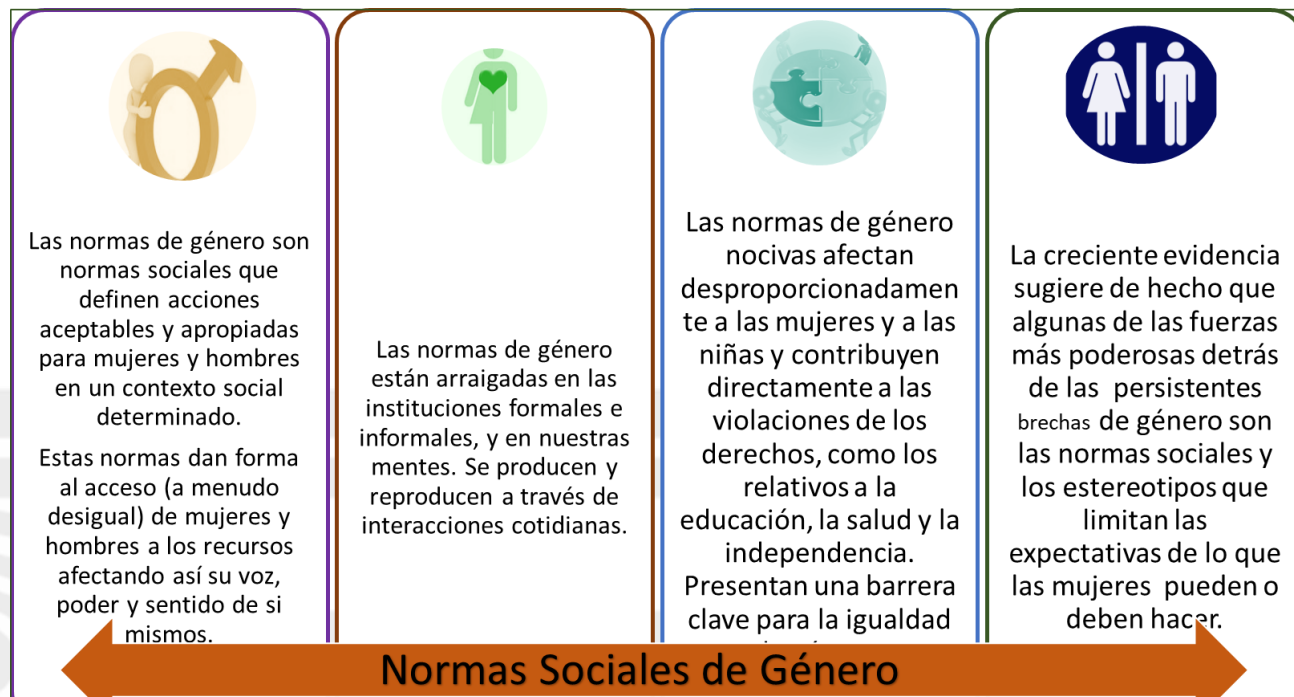 Las normas de género son
normas sociales que
definen acciones
aceptables y apropiadas
para mujeres y hombres
en un contexto social
determinado.
Estas normas dan forma
al acceso (a menudo
desigual) de mujeres y
hombres a los recursos
afectando así su voz,
poder y sentido de si
mismos.
Las normas de género
están arraigadas en las
instituciones formales e
informales, y en nuestras
mentes. Se producen y
reproducen a través de
interacciones cotidianas.
Las normas de género
nocivas afectan
desproporcionadamen
te a las mujeres y a las
niñas y contribuyen
directamente a las
violaciones de los
derechos, como los
relativos a la
educación, la salud y la
independencia.
Presentan una barrera
clave para la igualdad
La creciente evidencia
sugiere de hecho que
algunas de las fuerzas
más poderosas detrás
de las persistentes
brechas de género son
las normas sociales y
los estereotipos que
limitan las
expectativas de lo que
las mujeres pueden o
deben hacer.
Normas Sociales de Género